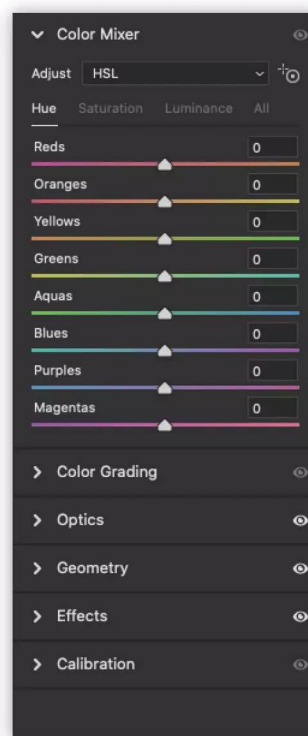 Color Mixer
Adjust HSL
Hue Saturation Luminance All
Reds 0
Oranges 0
Yellows 0
Greens 0
Aquas 0
Blues 0
Purples 0
Magentas 0
Color Grading
Optics
Geometry
Effects
Calibration